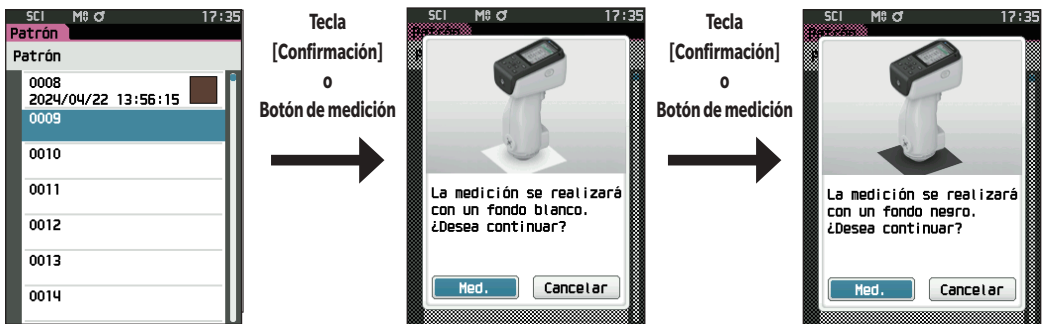 SCI M 17:35
Patrón
Patrón
0008
2024/04/22 13:56:15
0009
0010
0011
0012
0013
0014
Tecla
[Confirmación]
o
Botón de medición
SCI M 17:35
Patrón
La medición se realizará
con un fondo blanco.
¿Desea continuar?
Med. Cancelar
Tecla
[Confirmación]
o
Botón de medición
SCI M 17:35
Patrón
La medición se realizará
con un fondo negro.
¿Desea continuar?
Med. Cancelar